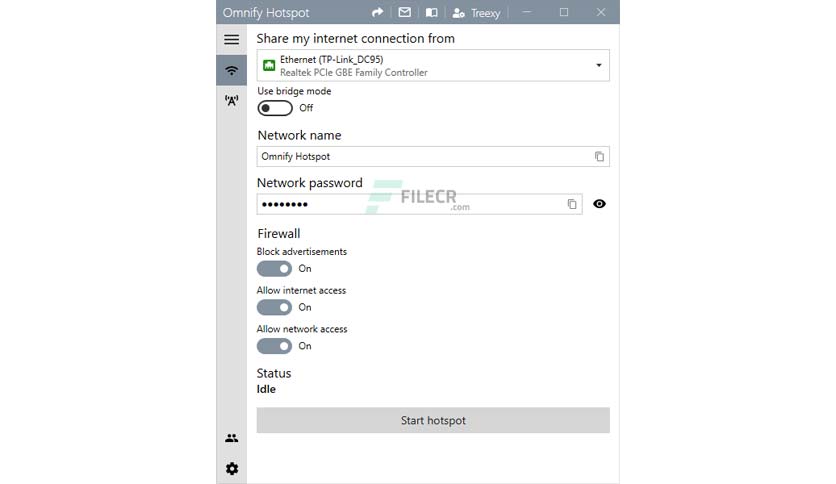 Omnify Hotspot
Treexy
Share my internet connection from
Ethernet (TP-Link_DC95)
Realtek PCIe GBE Family Controller
Use bridge mode
Off
Network name
Omnify Hotspot
Network password
••••••••
FILECR
.com
Firewall
Block advertisements
On
Allow internet access
On
Allow network access
On
Status
Idle
Start hotspot